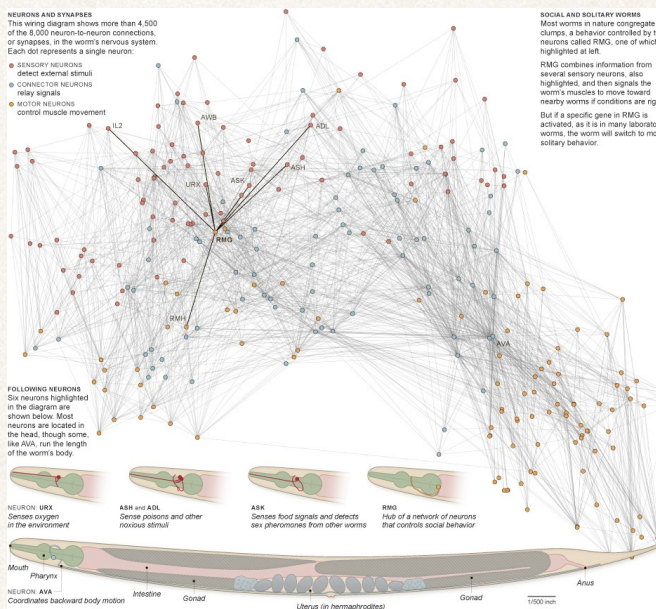 NEURONS AND SYNAPSES
This wiring diagram shows more than 4,500
of the 8,000 neuron-to-neuron connections,
or synapses, in the worm's nervous system.
Each dot represents a single neuron:
SENSORY NEURONS
detect external stimuli
CONNECTOR NEURONS
relay signals
MOTOR NEURONS
control muscle movement
SOCIAL AND SOLITARY WORMS
Most worms in nature congregate
clumps, a behavior controlled by
neurons called RMG, one of which
highlighted at left.
RMG combines information from
several sensory neurons, also
highlighted, and then signals the
worm's muscles to move toward
nearby worms if conditions are
But if a specific gene in RMG is
activated, as it is in many
worms, the worm will switch to
solitary behavior.
IL2
AWB
ADL
URX
ASK
ASH
RMG
RMH
AVA
FOLLOWING NEURONS
Six neurons highlighted
in the diagram are
shown below. Most
neurons are located in
the head, though some,
like AVA, run the length
of the worm's body.
NEURON: URX
Senses oxygen
in the environment
ASH and ADL
Sense poisons and other
noxious stimuli
ASK
Senses food signals and detects
sex pheromones from other worms
RMG
Hub of a network of neurons
that controls social behavior
Mouth
Pharynx
NEURON: AVA
Coordinates backward body motion
Intestine
Gonad
Uterus (in hermaphrodites)
Gonad
1/500 inch
Anus